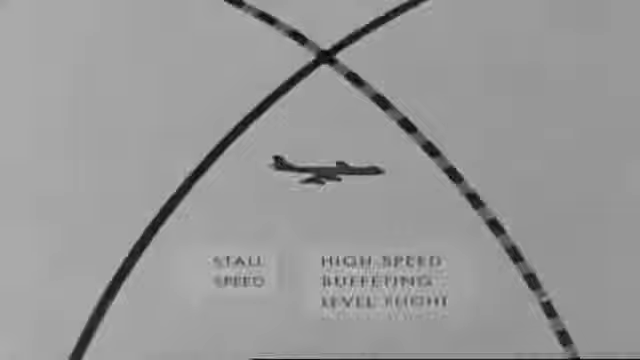 STALL
SPEED
HIGH SPEED
BUFFETING
LEVEL FLIGHT